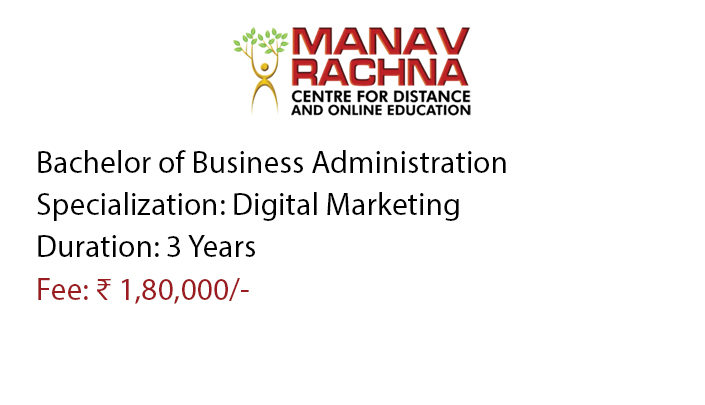 MANAV
RACHNA
CENTRE FOR DISTANCE
AND ONLINE EDUCATION
Bachelor of Business Administration
Specialization: Digital Marketing
Duration: 3 Years
Fee: ₹ 1,80,000/-